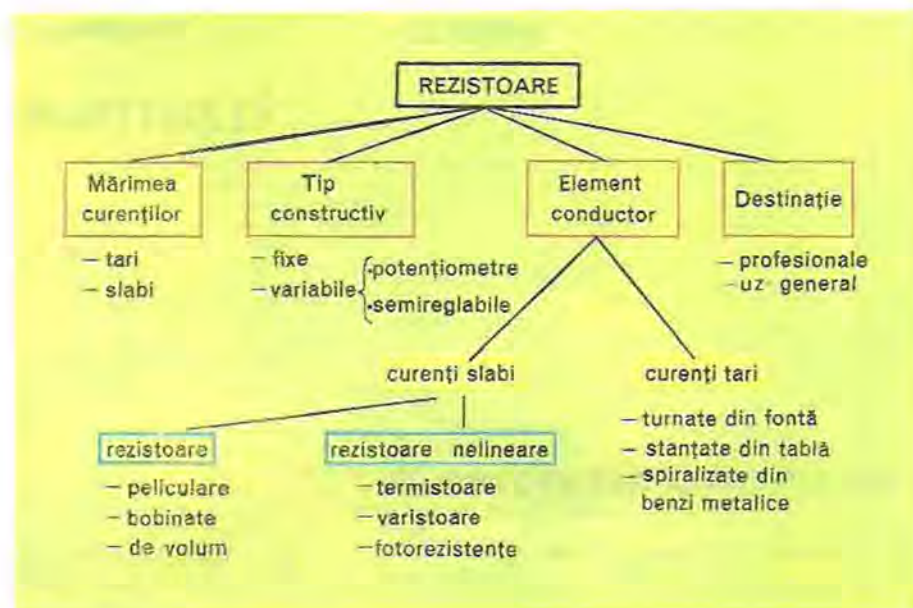 REZISTOARE
Mărimea
curenților
— tari
— slabi
Tip
constructiv
— fixe
— variabile
•potențiometre
•semireglabile
Element
conductor
Destinație
— profesionale
— uz general
curenți slabi
curenți tari
rezistoare
— peliculare
— bobinate
— de volum
rezistoare nelineare
— termistoare
— varistoare
— fotorezistențe
— turnate din fontă
— stanțate din tablă
— spiralizate din
benzi metalice